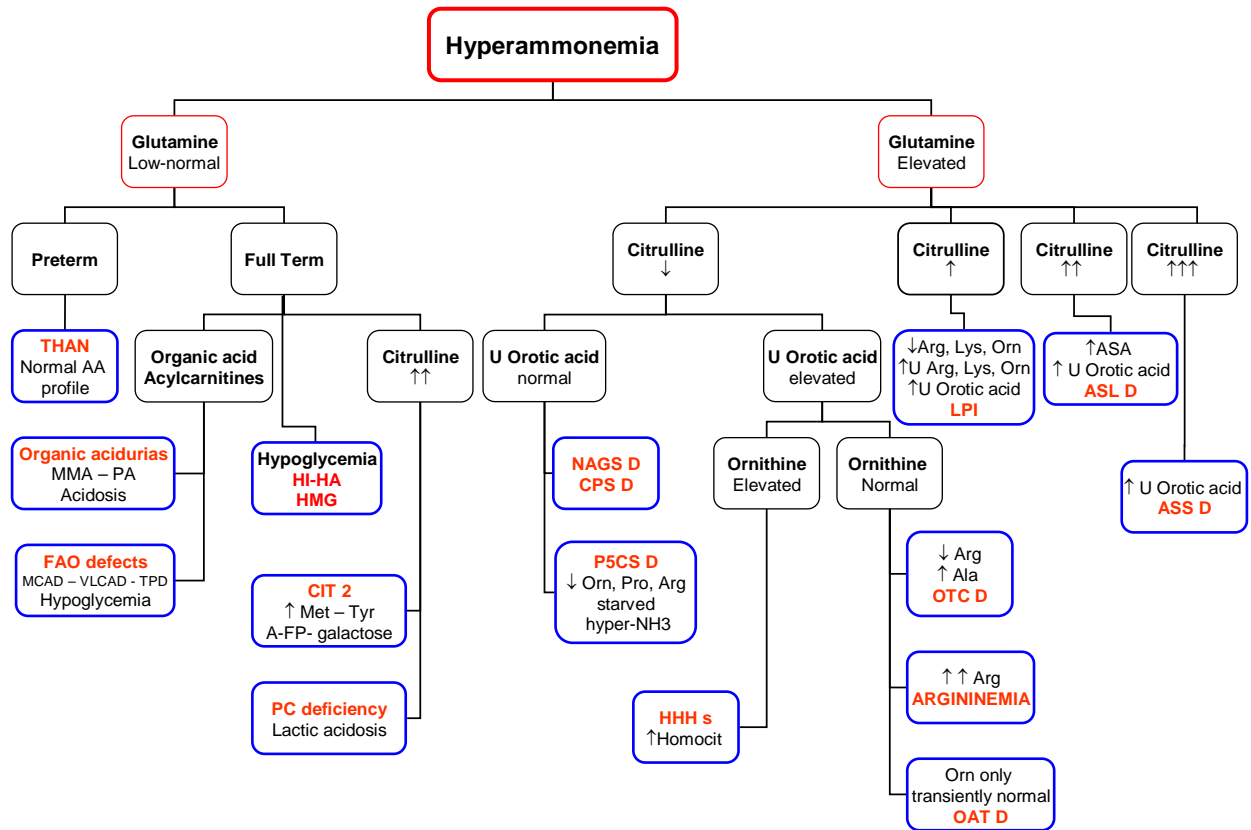 Hyperammonemia
Glutamine
Low-normal
Glutamine
Elevated
Preterm
Full Term
Citrulline
↓
Citrulline
↑
Citrulline
↑↑
Citrulline
↑↑↑
THAN
Normal AA
profile
Organic acid
Acylcarnitines
Citrulline
↑↑
U Orotic acid
normal
U Orotic acid
elevated
↓Arg, Lys, Orn
↑U Arg, Lys, Orn
↑U Orotic acid
LPI
↑ASA
↑ U Orotic acid
ASL D
Organic acidurias
MMA – PA
Acidosis
Hypoglycemia
HI-HA
HMG
NAGS D
CPS D
Ornithine
Elevated
Ornithine
Normal
↑ U Orotic acid
ASS D
FAO defects
MCAD – VLCAD - TPD
Hypoglycemia
CIT 2
↑ Met – Tyr
A-FP- galactose
P5CS D
↓ Orn, Pro, Arg
starved
hyper-NH3
↓ Arg
↑ Ala
OTC D
PC deficiency
Lactic acidosis
HHH s
↑Homocit
↑ ↑ Arg
ARGININEMIA
Orn only
transiently normal
OAT D